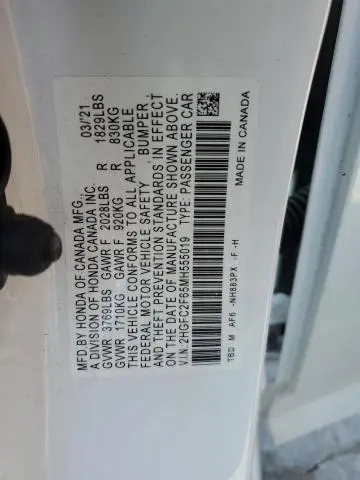 MFD BY HONDA OF CANADA MFG. 03/21
A DIVISION OF HONDA CANADA INC.
GVWR 3769LBS GAWR F 2028LBS R 1829LBS
GVWR 1710KG GAWR F 920KG R 830KG
THIS VEHICLE CONFORMS TO ALL APPLICABLE
FEDERAL MOTOR VEHICLE SAFETY, BUMPER,
AND THEFT PREVENTION STANDARDS IN EFFECT
ON THE DATE OF MANUFACTURE SHOWN ABOVE.
V.I.N.: TYPE: PASSENGER CAR
TBD M AF6 -NH883PX -F -H MADE IN CANADA